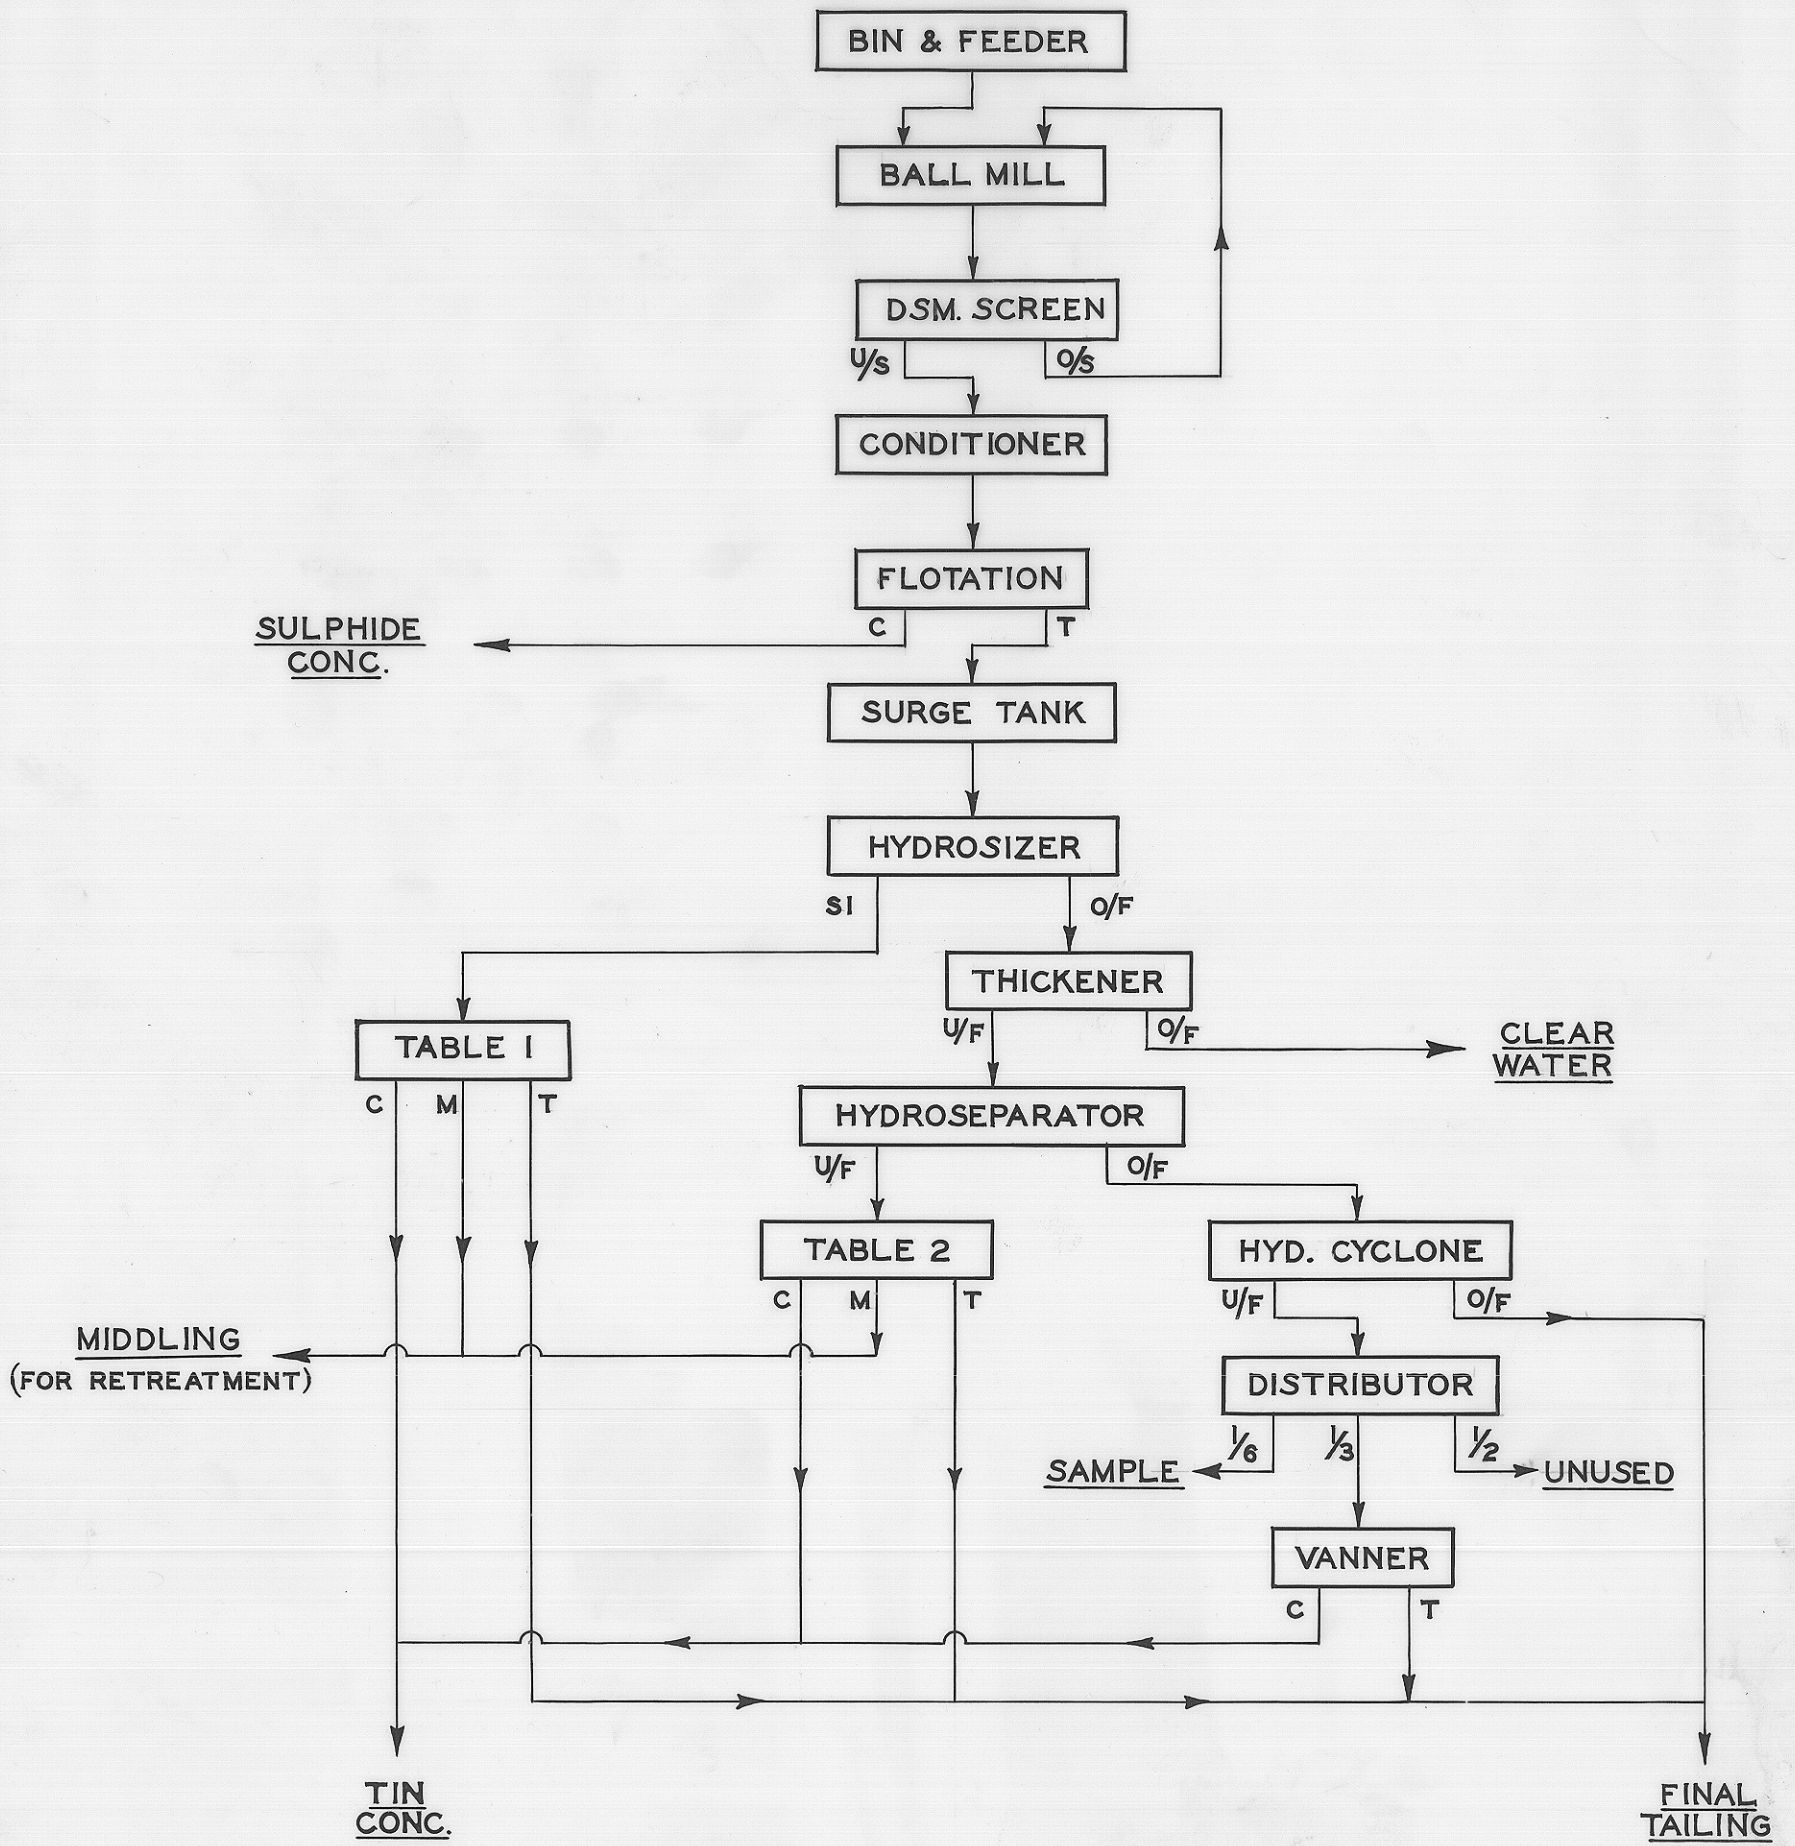 BIN & FEEDER
BALL MILL
DSM. SCREEN
U/S
O/S
CONDITIONER
FLOTATION
C
T
SULPHIDE
CONC.
SURGE TANK
HYDROSIZER
S1
O/F
THICKENER
U/F
O/F
CLEAR
WATER
TABLE 1
C
M
T
HYDROSEPARATOR
U/F
O/F
TABLE 2
C
M
T
HYD. CYCLONE
U/F
O/F
MIDDLING
(FOR RETREATMENT)
DISTRIBUTOR
1/6
1/3
1/2
SAMPLE
UNUSED
VANNER
C
T
TIN
CONC.
FINAL
TAILING